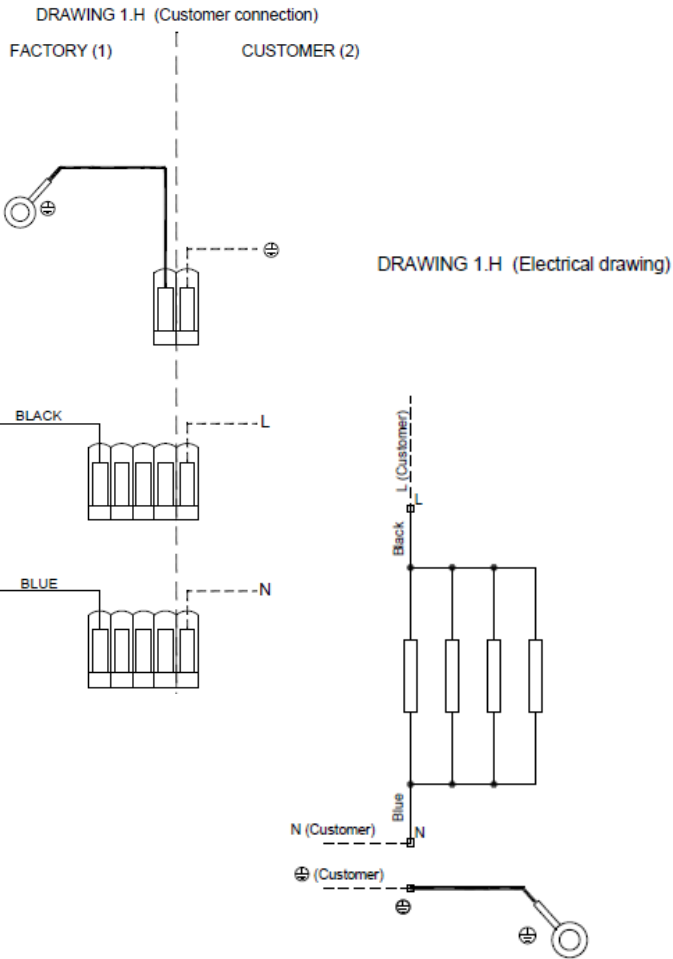 DRAWING 1.H (Customer connection)
FACTORY (1)
CUSTOMER (2)
DRAWING 1.H (Electrical drawing)
BLACK
L
L (Customer)
L
Black
BLUE
N
Blue
N (Customer)
N
(Customer)